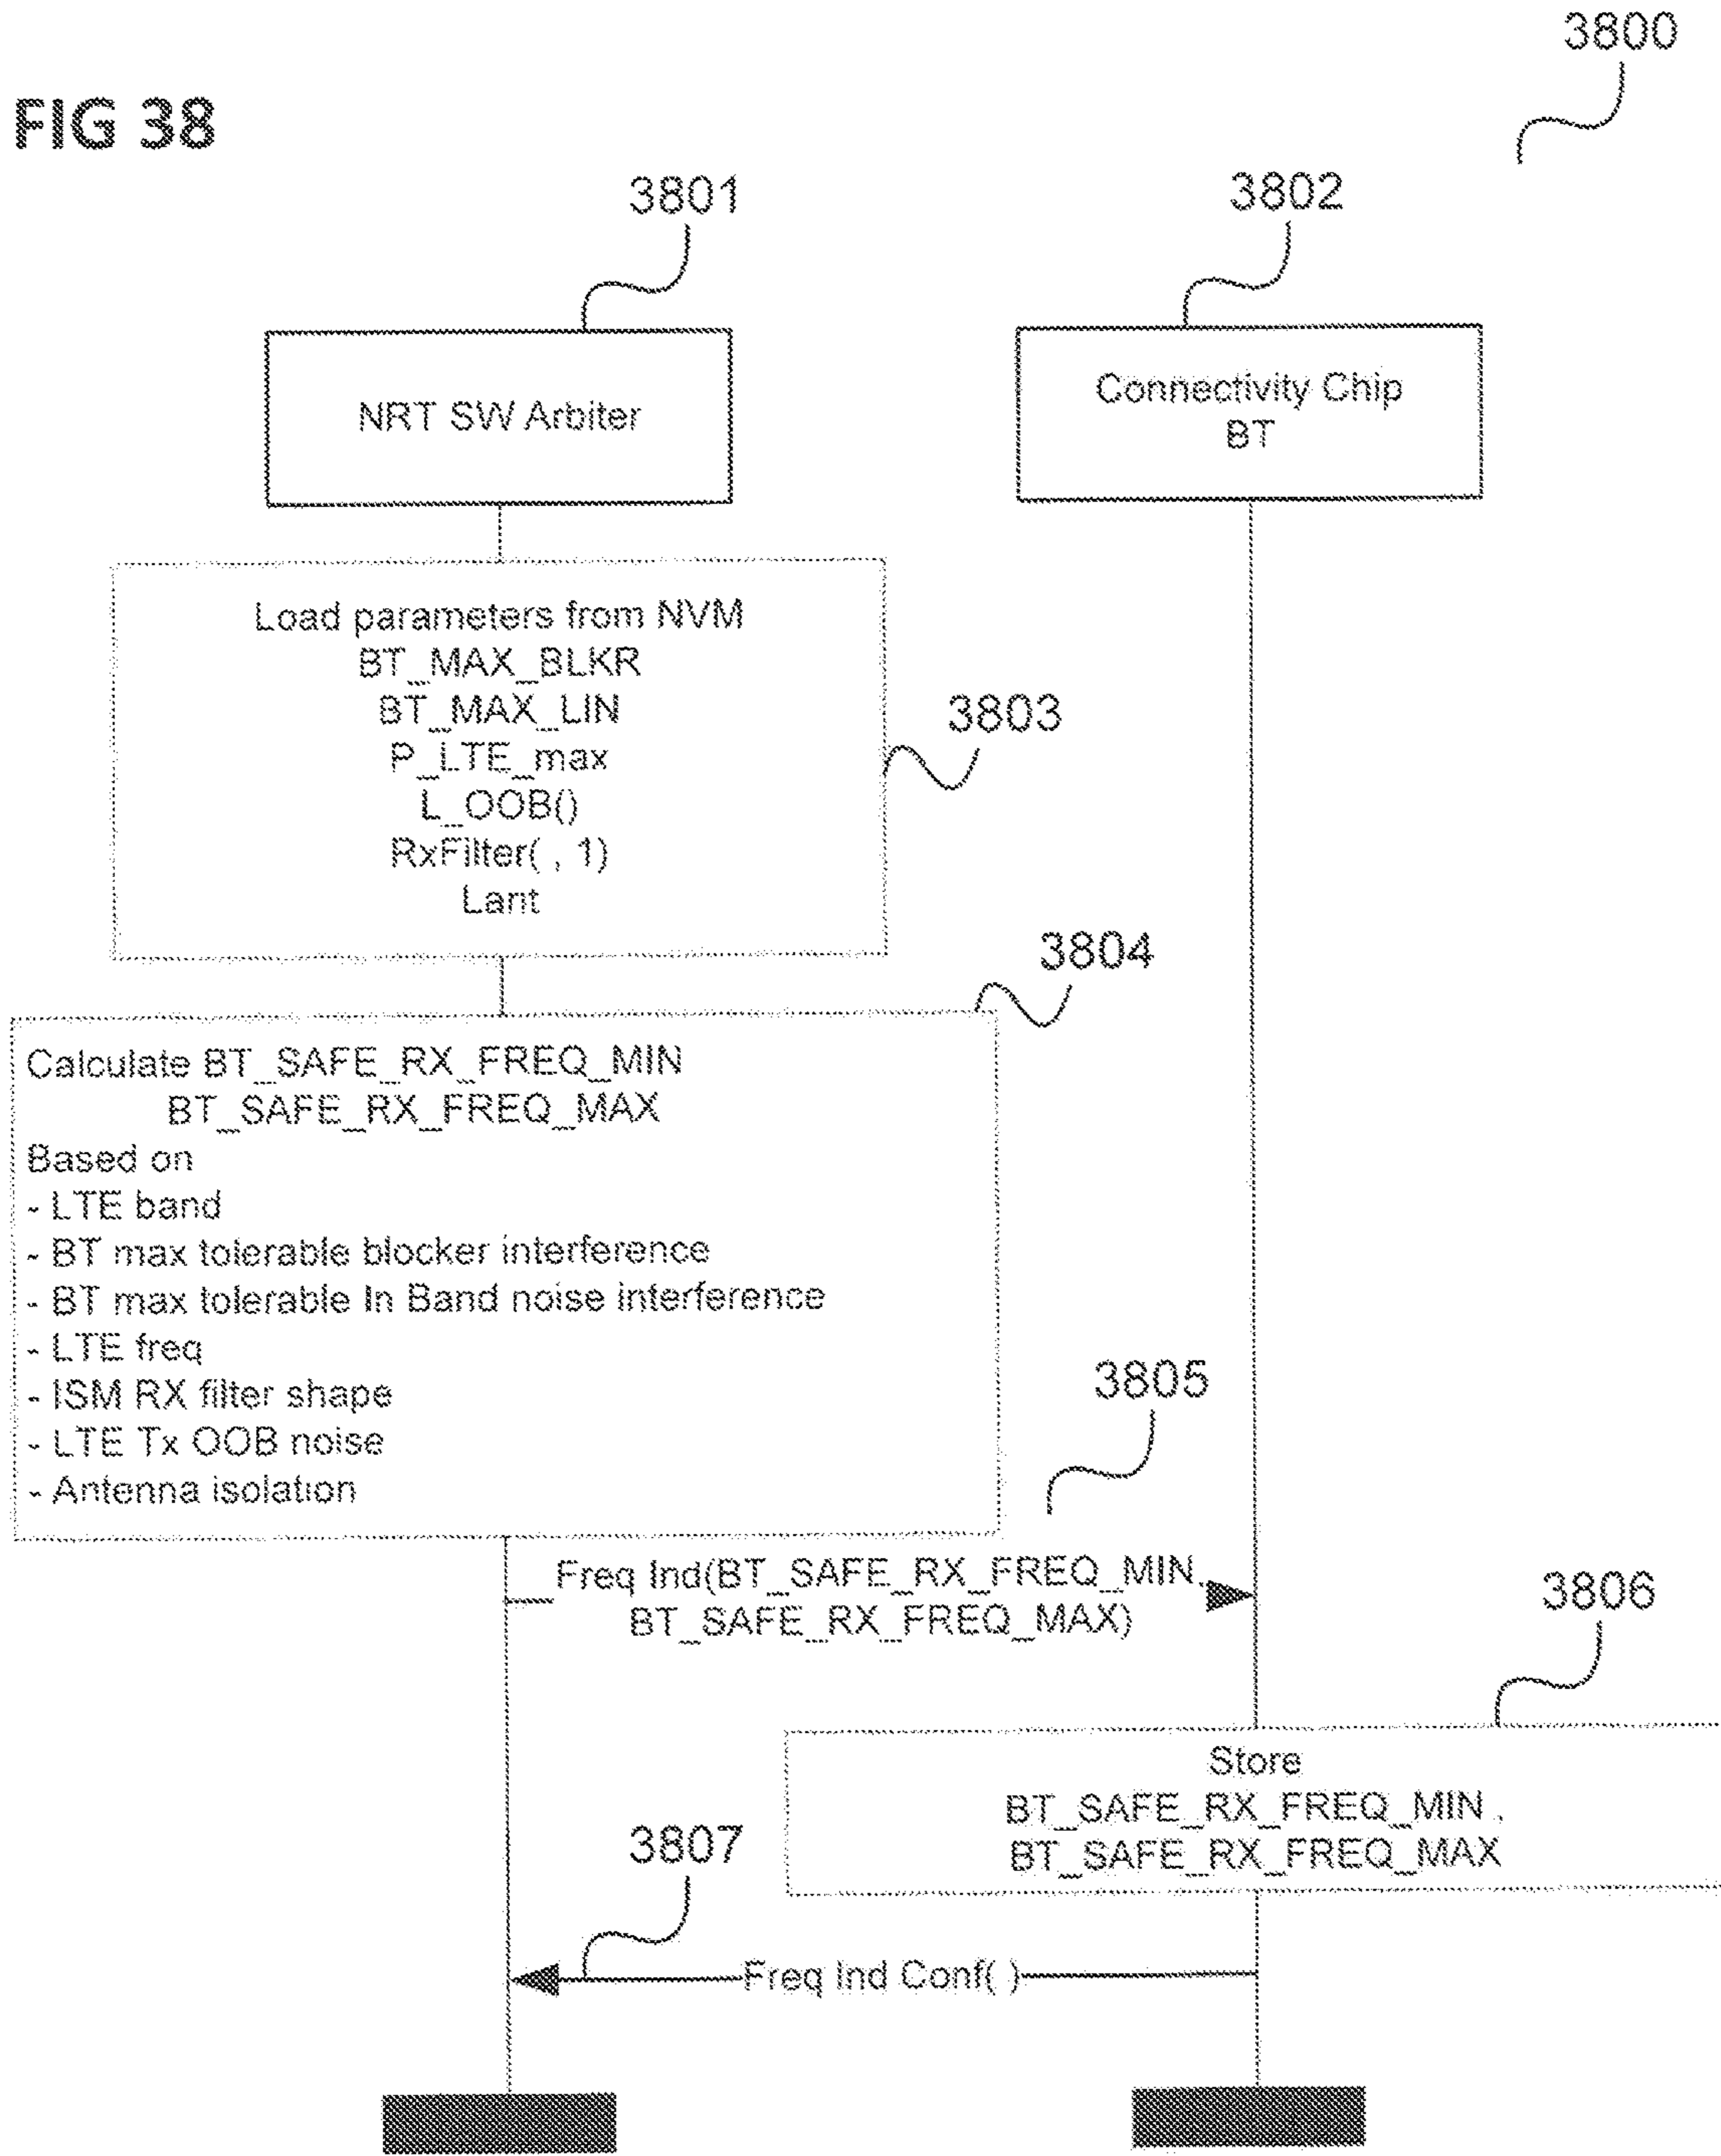 3800
FIG 38
3801
3802
NRT SW Arbiter
Connectivity Chip
BT
Load parameters from NVM
BT_MAX_BLKR
BT_MAX_LIN
P_LTE_max
L_OOB()
RxFilter( , 1)
Lant
3803
3804
Calculate BT_SAFE_RX_FREQ_MIN
BT_SAFE_RX_FREQ_MAX
Based on
- LTE band
- BT max tolerable blocker interference
- BT max tolerable In Band noise interference
- LTE freq
- ISM RX filter shape
- LTE Tx OOB noise
- Antenna isolation
3805
Freq Ind(BT_SAFE_RX_FREQ_MIN,
BT_SAFE_RX_FREQ_MAX)
3806
Store
BT_SAFE_RX_FREQ_MIN ,
BT_SAFE_RX_FREQ_MAX
3807
Freq Ind Conf( )